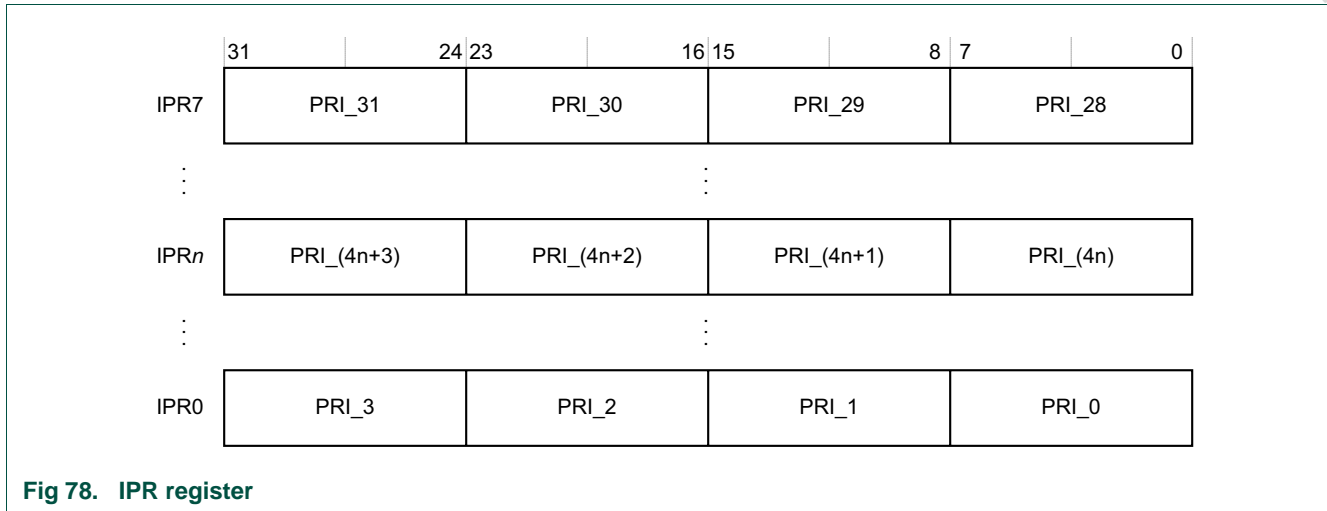 31 24 23 16 15 8 7 0
IPR7 PRI_31 PRI_30 PRI_29 PRI_28
IPRn PRI_(4n+3) PRI_(4n+2) PRI_(4n+1) PRI_(4n)
IPR0 PRI_3 PRI_2 PRI_1 PRI_0
Fig 78. IPR register